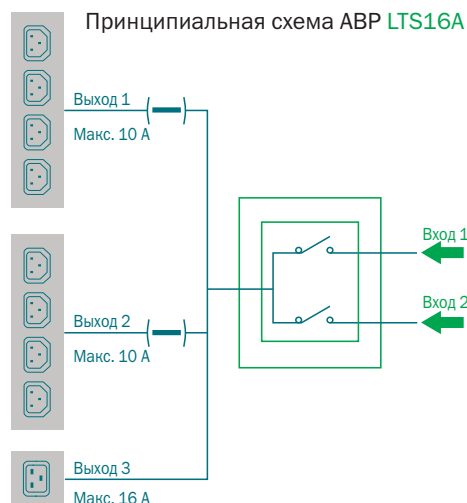 Принципиальная схема АВР LTS16A
Выход 1
Макс. 10 А
Вход 1
Вход 2
Выход 2
Макс. 10 А
Выход 3
Макс. 16 А